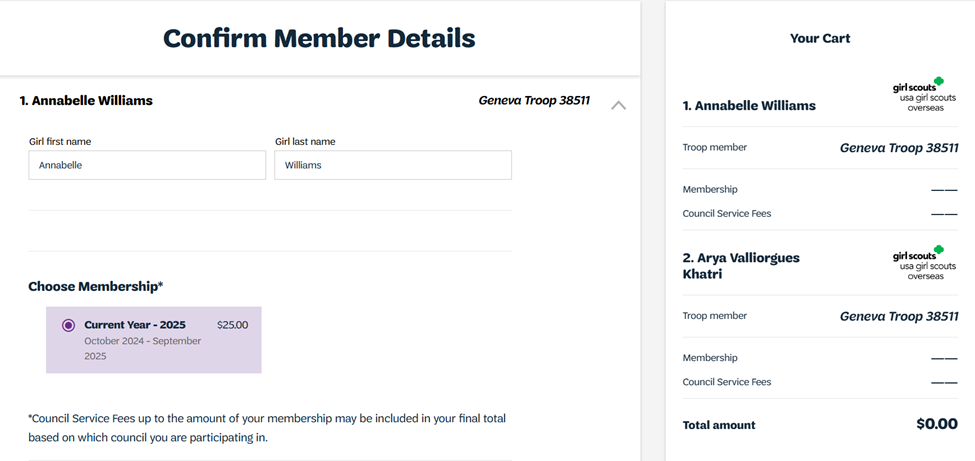 Confirm Member Details
1. Annabelle Williams
Geneva Troop 38511
Girl first name
Girl last name
Annabelle
Williams
Choose Membership*
Current Year - 2025 $25.00
October 2024 - September
2025
*Council Service Fees up to the amount of your membership may be included in your final total
based on which council you are participating in.
Your Cart
girl scouts
usa girl scouts
overseas
1. Annabelle Williams
Troop member Geneva Troop 38511
Membership ——
Council Service Fees ——
girl scouts
usa girl scouts
overseas
2. Arya Valliorgues
Khatri
Troop member Geneva Troop 38511
Membership ——
Council Service Fees ——
Total amount $0.00